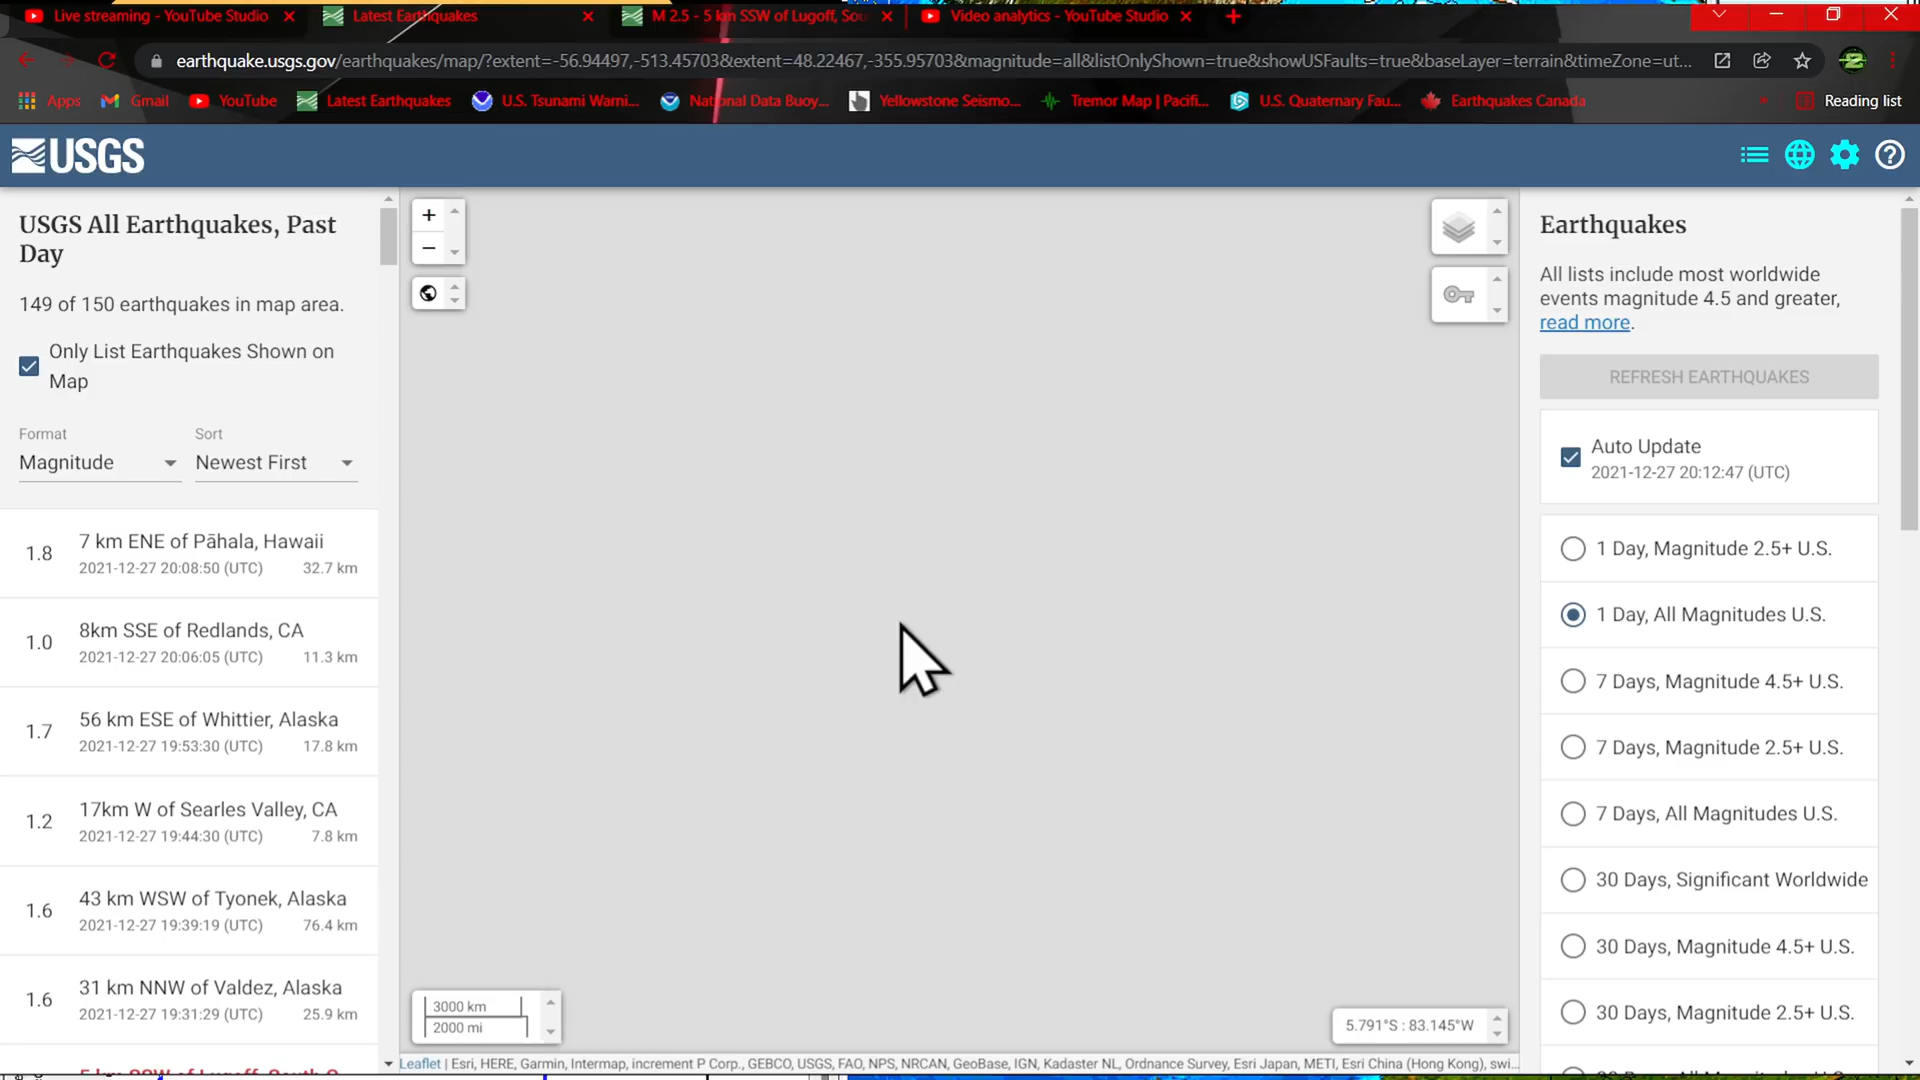 Live streaming - YouTube Studio
Latest Earthquakes
M 2.5 - 5 km SSW of Lugoff, Sou
Video analytics - YouTube Studio
earthquake.usgs.gov/earthquakes/map/?extent=-56.94497,-513.45703&extent=48.22467,-355.95703&magnitude=all&listOnlyShown=true&showUSFaults=true&baseLayer=terrain&timeZone=ut...
Apps
Gmail
YouTube
Latest Earthquakes
U.S. Tsunami Warni...
National Data Buoy...
Yellowstone Seismo...
Tremor Map | Pacifi...
U.S. Quaternary Fau...
Earthquakes Canada
Reading list
USGS
USGS All Earthquakes, Past
Day
149 of 150 earthquakes in map area.
Only List Earthquakes Shown on
Map
Format
Sort
Magnitude
Newest First
1.8
7 km ENE of Pāhala, Hawaii
2021-12-27 20:08:50 (UTC) 32.7 km
1.0
8km SSE of Redlands, CA
2021-12-27 20:06:05 (UTC) 11.3 km
1.7
56 km ESE of Whittier, Alaska
2021-12-27 19:53:30 (UTC) 17.8 km
1.2
17km W of Searles Valley, CA
2021-12-27 19:44:30 (UTC) 7.8 km
1.6
43 km WSW of Tyonek, Alaska
2021-12-27 19:39:19 (UTC) 76.4 km
1.6
31 km NNW of Valdez, Alaska
2021-12-27 19:31:29 (UTC) 25.9 km
5 km SSW of Lugoff, South C
+
−
3000 km
2000 mi
5.791°S : 83.145°W
Leaflet | Esri, HERE, Garmin, Intermap, increment P Corp., GEBCO, USGS, FAO, NPS, NRCAN, GeoBase, IGN, Kadaster NL, Ordnance Survey, Esri Japan, METI, Esri China (Hong Kong), swi...
Earthquakes
All lists include most worldwide
events magnitude 4.5 and greater,
read more.
REFRESH EARTHQUAKES
Auto Update
2021-12-27 20:12:47 (UTC)
1 Day, Magnitude 2.5+ U.S.
1 Day, All Magnitudes U.S.
7 Days, Magnitude 4.5+ U.S.
7 Days, Magnitude 2.5+ U.S.
7 Days, All Magnitudes U.S.
30 Days, Significant Worldwide
30 Days, Magnitude 4.5+ U.S.
30 Days, Magnitude 2.5+ U.S.